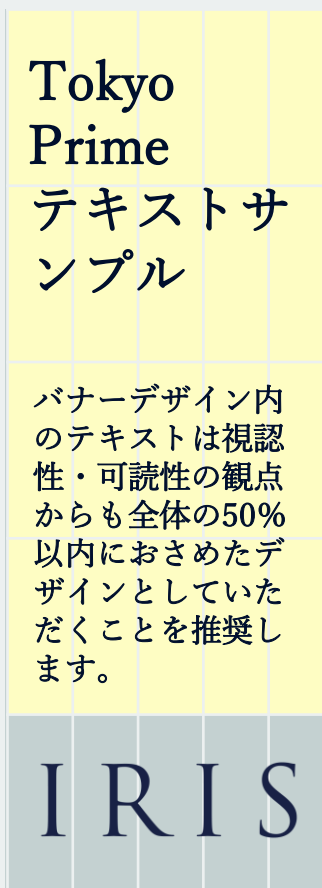 Tokyo
Prime
テキストサ
ンプル
バナーデザイン内
のテキストは視認
性・可読性の観点
からも全体の50%
以内におさめたデ
ザインとしていた
だくことを推奨し
ます。
IRIS